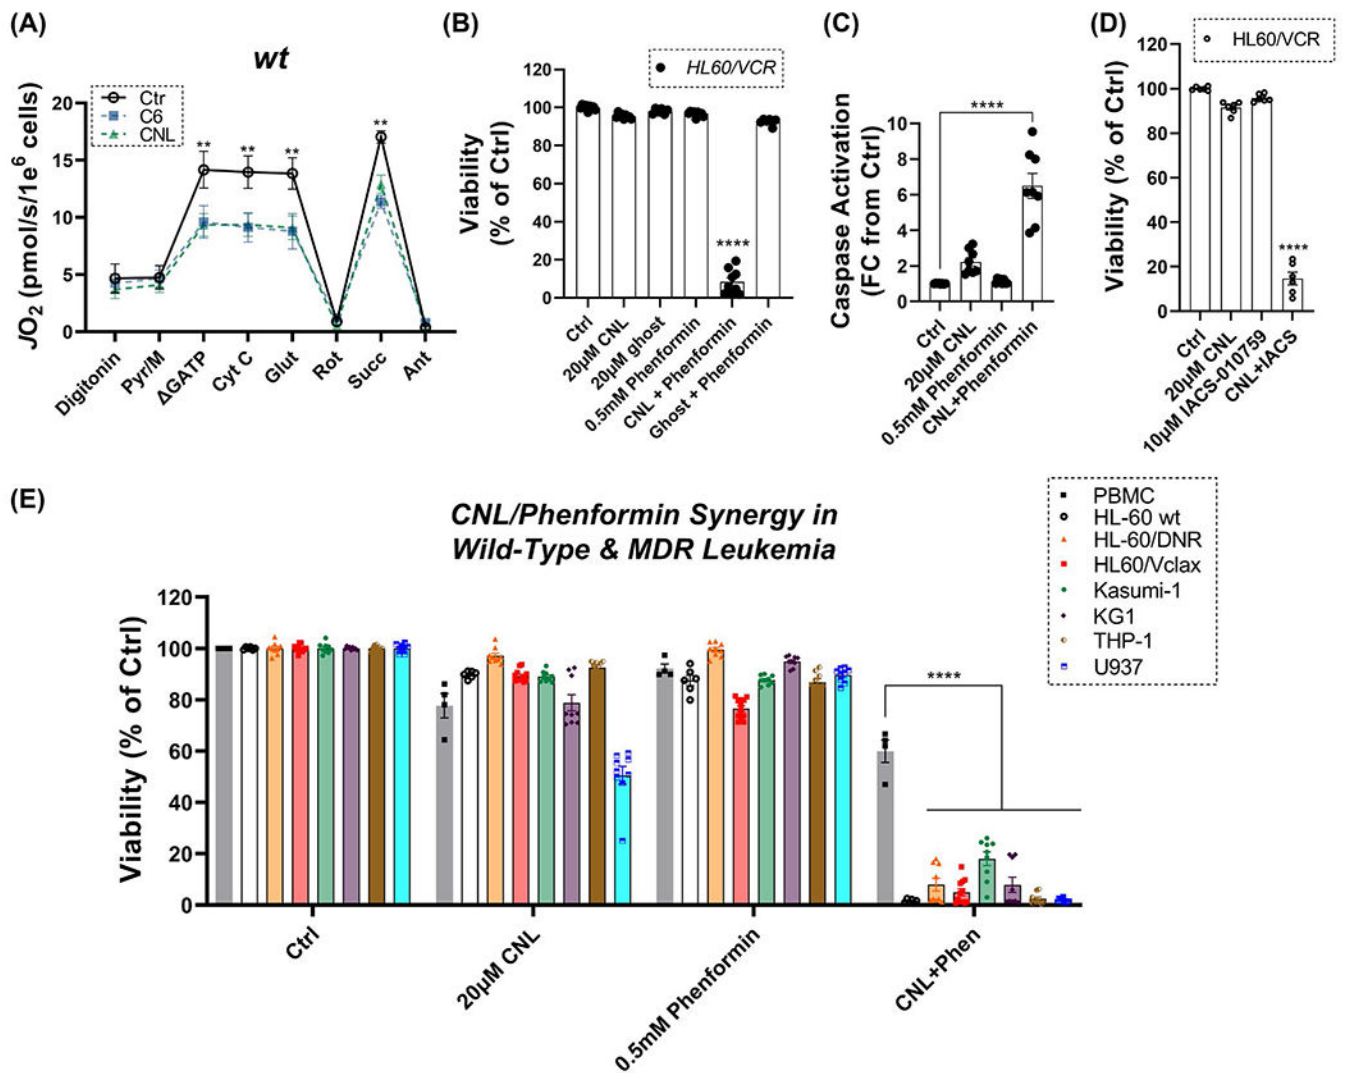 (A)
wt
Ctr
C6
CNL
JO2 (pmol/s/1e6 cells)
20
15
10
5
0
**
**
**
**
Digitonin
Pyr/M
ΔGATP
Cyt C
Glut
Rot
Succ
Ant
(B)
HL60/VCR
Viability
(% of Ctrl)
120
100
80
60
40
20
0
****
Ctrl
20µM CNL
20µM ghost
0.5mM Phenformin
CNL + Phenformin
Ghost + Phenformin
(C)
****
Caspase Activation
(FC from Ctrl)
10
8
6
4
2
0
Ctrl
20µM CNL
0.5mM Phenformin
CNL+Phenformin
(D)
HL60/VCR
Viability (% of Ctrl)
120
100
80
60
40
20
0
****
Ctrl
20µM CNL
10µM IACS-010759
CNL+IACS
(E)
CNL/Phenformin Synergy in
Wild-Type & MDR Leukemia
PBMC
HL-60 wt
HL-60/DNR
HL60/Vclax
Kasumi-1
KG1
THP-1
U937
Viability (% of Ctrl)
120
100
80
60
40
20
0
****
Ctrl
20µM CNL
0.5mM Phenformin
CNL+Phen